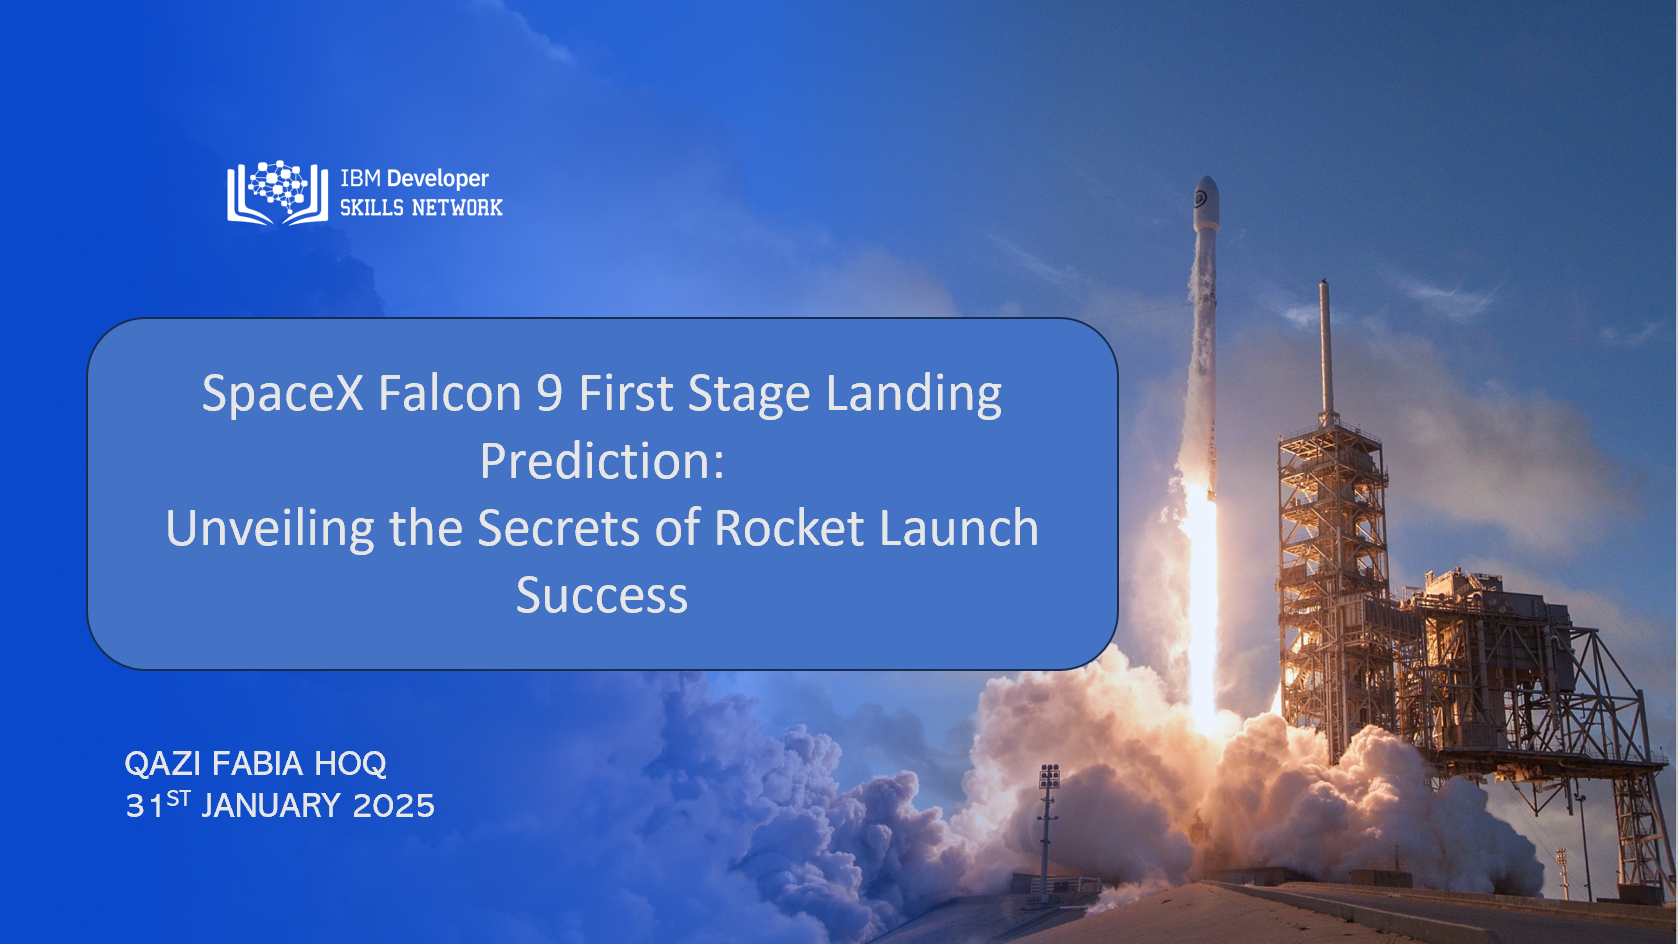 IBM Developer
SKILLS NETWORK
SpaceX Falcon 9 First Stage Landing
Prediction:
Unveiling the Secrets of Rocket Launch
Success
QAZI FABIA HOQ
31ST JANUARY 2025